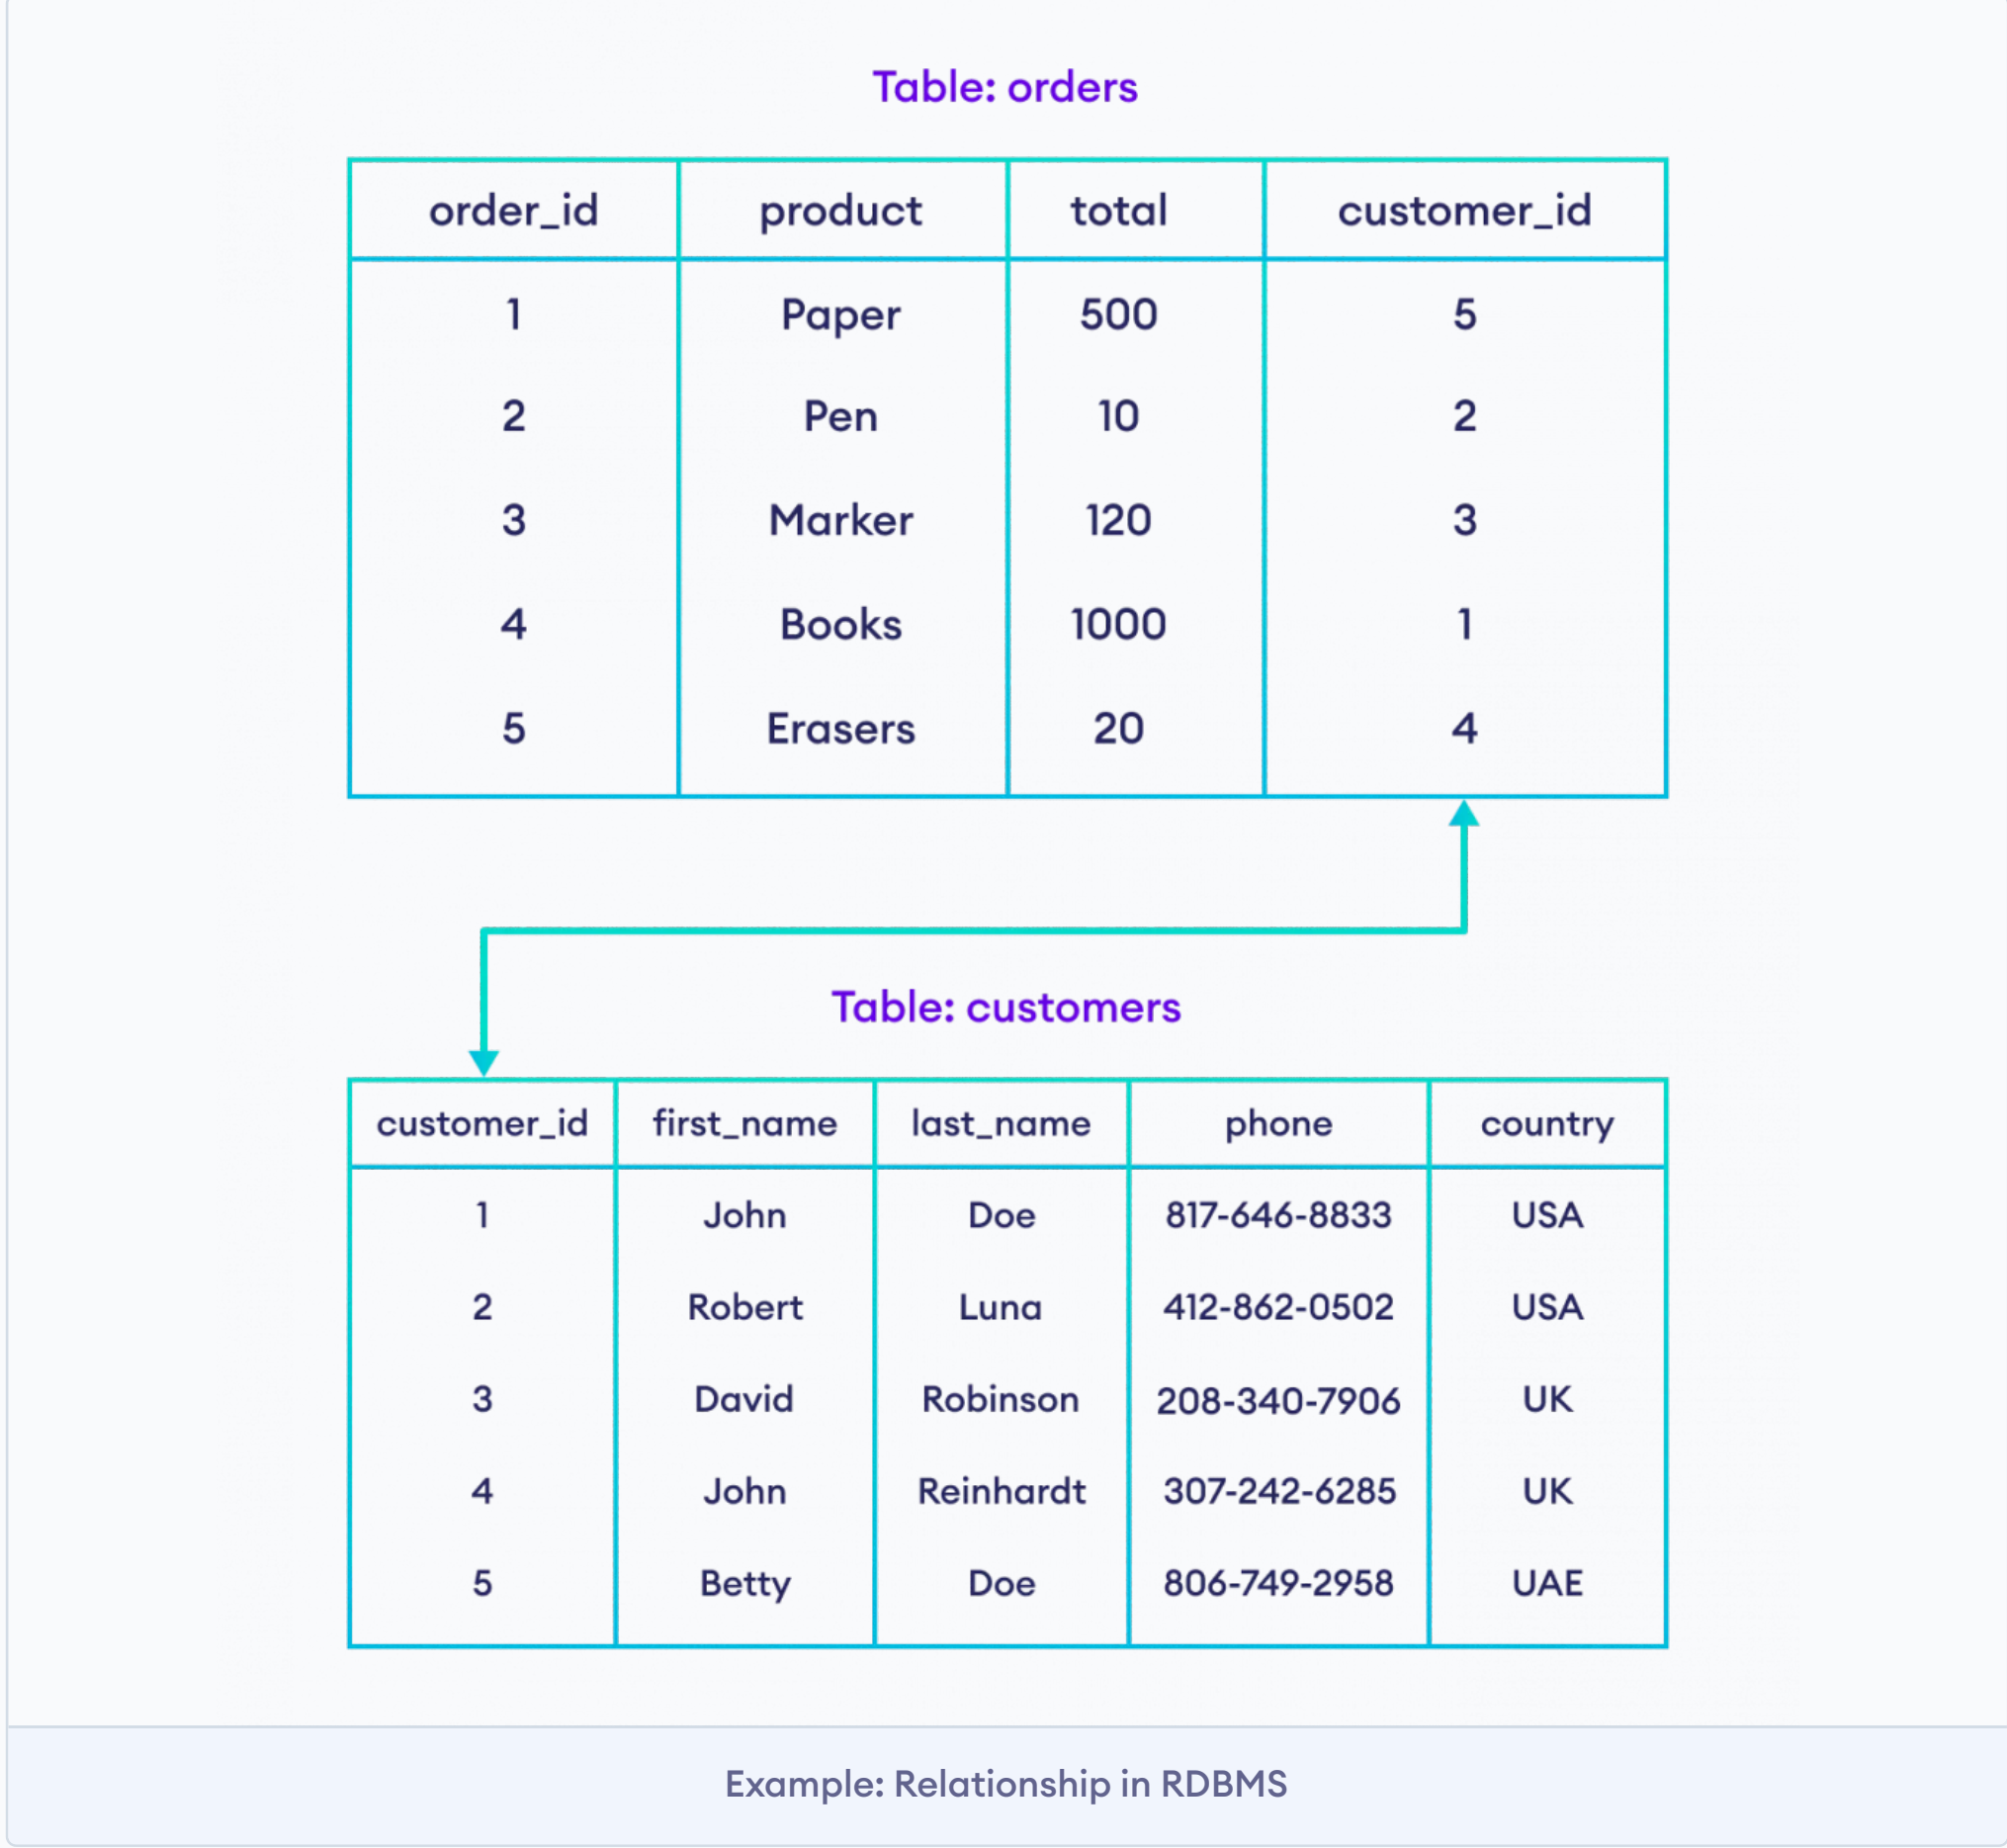 Table: orders
order_id product total customer_id
1 Paper 500 5
2 Pen 10 2
3 Marker 120 3
4 Books 1000 1
5 Erasers 20 4
Table: customers
customer_id first_name last_name phone country
1 John Doe 817-646-8833 USA
2 Robert Luna 412-862-0502 USA
3 David Robinson 208-340-7906 UK
4 John Reinhardt 307-242-6285 UK
5 Betty Doe 806-749-2958 UAE
Example: Relationship in RDBMS